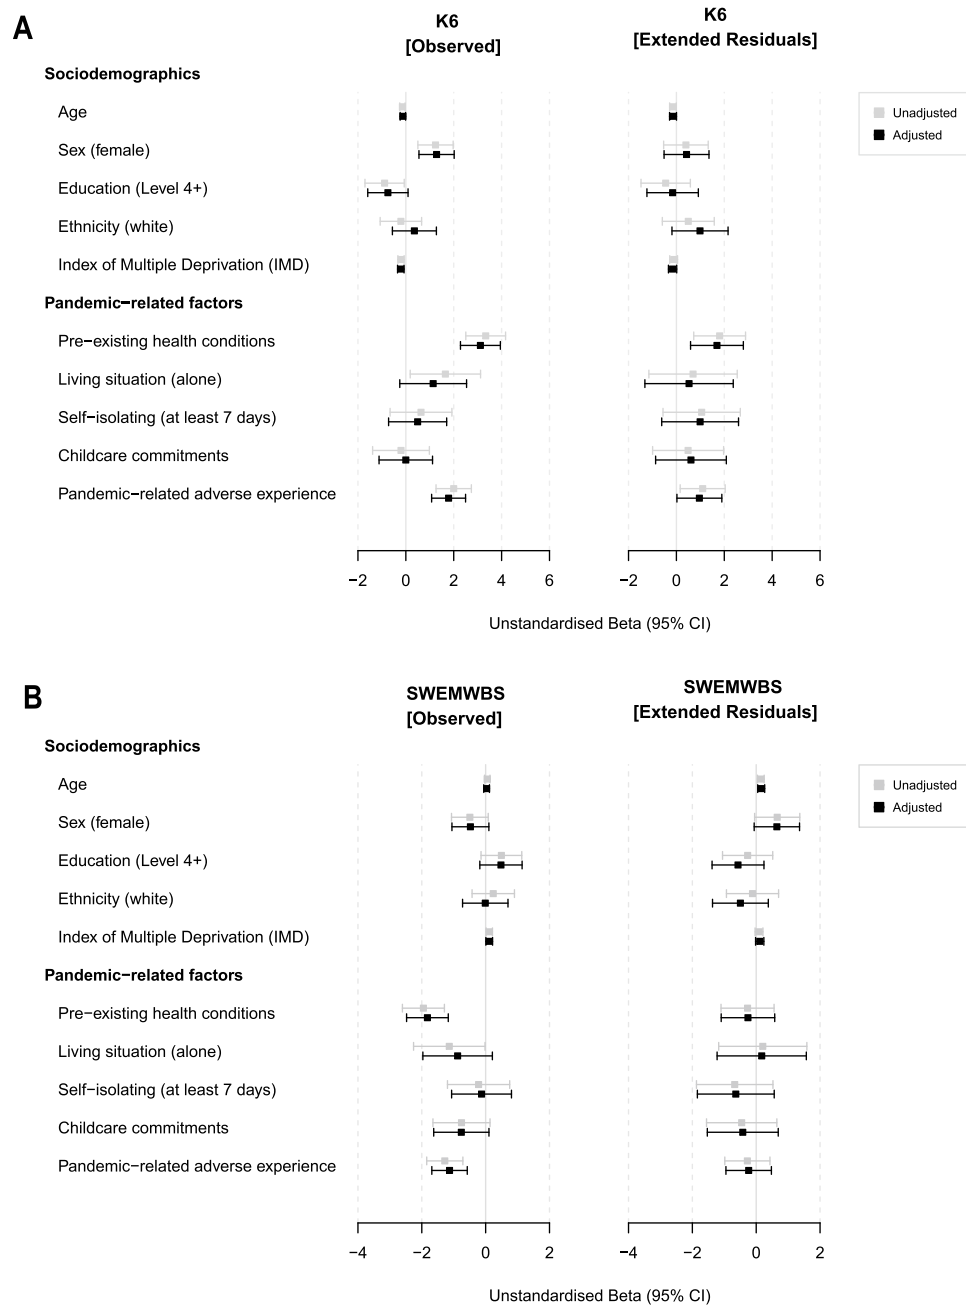 A
K6
[Observed]
K6
[Extended Residuals]
Sociodemographics
Age
Sex (female)
Education (Level 4+)
Ethnicity (white)
Index of Multiple Deprivation (IMD)
Pandemic−related factors
Pre−existing health conditions
Living situation (alone)
Self−isolating (at least 7 days)
Childcare commitments
Pandemic−related adverse experience
Unadjusted
Adjusted
−2 0 2 4 6
−2 0 2 4 6
Unstandardised Beta (95% CI)
B
SWEMWBS
[Observed]
SWEMWBS
[Extended Residuals]
Sociodemographics
Age
Sex (female)
Education (Level 4+)
Ethnicity (white)
Index of Multiple Deprivation (IMD)
Pandemic−related factors
Pre−existing health conditions
Living situation (alone)
Self−isolating (at least 7 days)
Childcare commitments
Pandemic−related adverse experience
Unadjusted
Adjusted
−4 −2 0 2
−4 −2 0 2
Unstandardised Beta (95% CI)